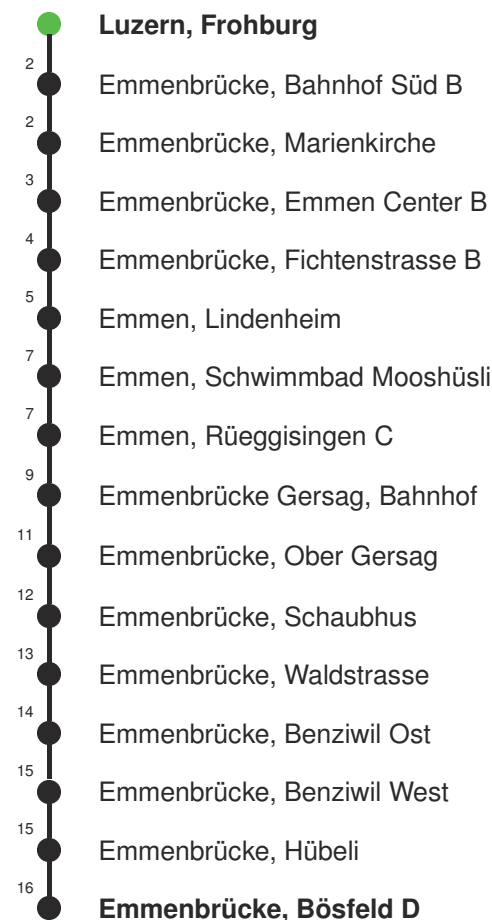 Luzern, Frohburg
2
Emmenbrücke, Bahnhof Süd B
2
Emmenbrücke, Marienkirche
3
Emmenbrücke, Emmen Center B
4
Emmenbrücke, Fichtenstrasse B
5
Emmen, Lindenheim
7
Emmen, Schwimmbad Mooshüsli
7
Emmen, Rüeggisingen C
9
Emmenbrücke Gersag, Bahnhof
11
Emmenbrücke, Ober Gersag
12
Emmenbrücke, Schaubhus
13
Emmenbrücke, Waldstrasse
14
Emmenbrücke, Benziwil Ost
15
Emmenbrücke, Benziwil West
15
Emmenbrücke, Hübeli
16
Emmenbrücke, Bösfeld D